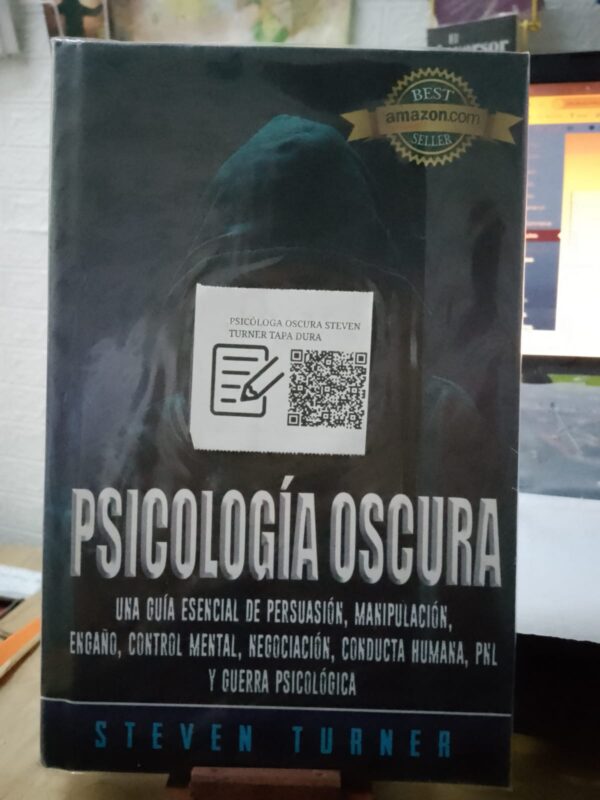 BEST
amazon.com
SELLER
PSICÓLOGA OSCURA STEVEN
TURNER TAPA DURA
PSICOLOGÍA OSCURA
UNA GUÍA ESENCIAL DE PERSUASIÓN, MANIPULACIÓN,
ENGAÑO, CONTROL MENTAL, NEGOCIACIÓN, CONDUCTA HUMANA, PNL
Y GUERRA PSICOLÓGICA
STEVEN TURNER